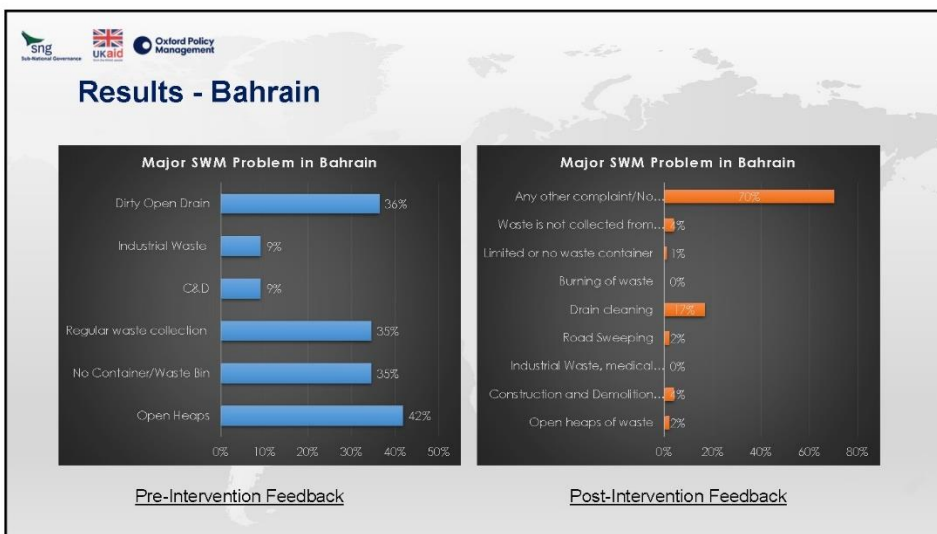 sng
Sub-National Governance
UKaid
Oxford Policy
Management
Results - Bahrain
Major SWM Problem in Bahrain
Dirty Open Drain 36%
Industrial Waste 9%
C&D 9%
Regular waste collection 35%
No Container/Waste Bin 35%
Open Heaps 42%
0% 10% 20% 30% 40% 50%
Pre-Intervention Feedback
Major SWM Problem in Bahrain
Any other complaint/No... 70%
Waste is not collected from... 4%
Limited or no waste container 1%
Burning of waste 0%
Drain cleaning 17%
Road Sweeping 2%
Industrial Waste, medical... 0%
Construction and Demolition... 4%
Open heaps of waste 2%
0% 20% 40% 60% 80%
Post-Intervention Feedback